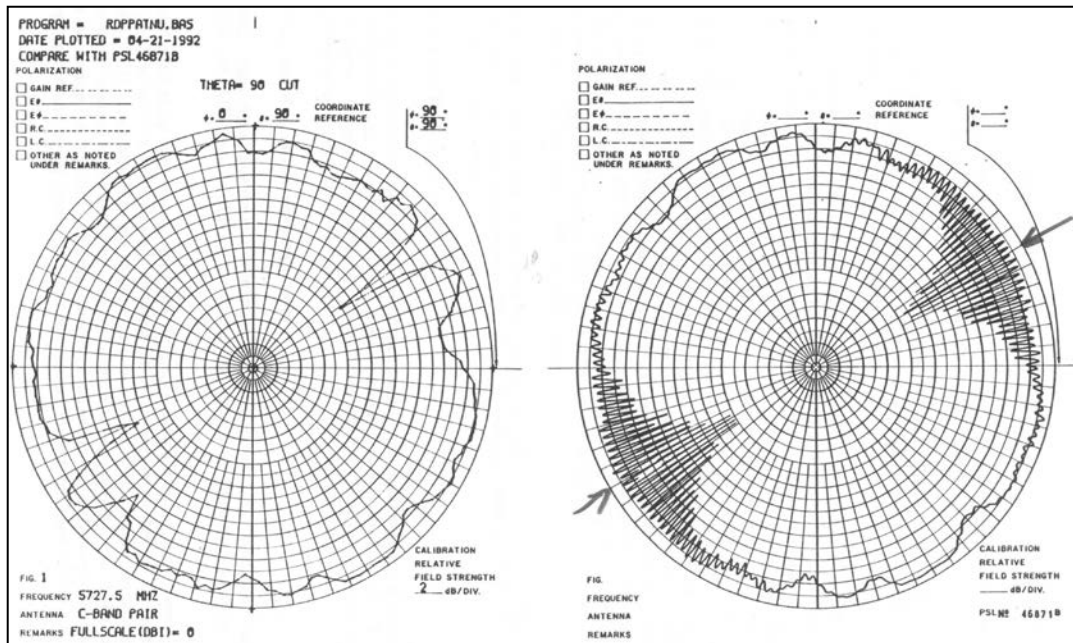 PROGRAM = RDPPATNU.BAS
DATE PLOTTED = 04-21-1992
COMPARE WITH PSL46871B
POLARIZATION
GAIN REF.
Eθ
Eφ
R.C.
L.C.
OTHER AS NOTED
UNDER REMARKS.
THETA= 90 CUT
φ= 0 ° θ= 90 °
COORDINATE
REFERENCE
φ= 90 °
θ= 90 °
FIG. 1
FREQUENCY 5727.5 MHZ
ANTENNA C-BAND PAIR
REMARKS FULLSCALE(DBI)= 0
CALIBRATION
RELATIVE
FIELD STRENGTH
2 dB/DIV.
POLARIZATION
GAIN REF.
Eθ
Eφ
R.C.
L.C.
OTHER AS NOTED
UNDER REMARKS.
φ= ° θ= °
COORDINATE
REFERENCE
φ= °
θ= °
FIG.
FREQUENCY
ANTENNA
REMARKS
CALIBRATION
RELATIVE
FIELD STRENGTH
dB/DIV.
PSL Nº 46871B